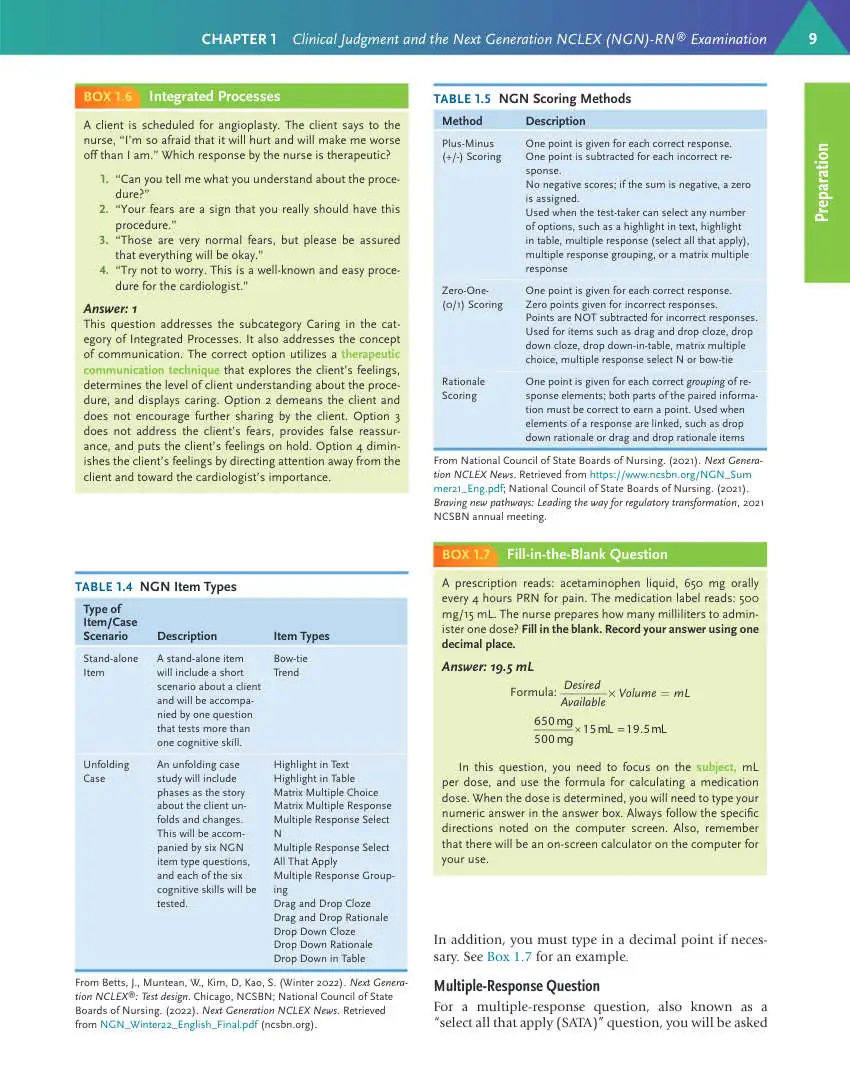 CHAPTER 1 Clinical Judgment and the Next Generation NCLEX (NGN)-RN® Examination 9
Preparation
BOX 1.6 Integrated Processes
A client is scheduled for angioplasty. The client says to the
nurse, “I’m so afraid that it will hurt and will make me worse
off than I am.” Which response by the nurse is therapeutic?
1. “Can you tell me what you understand about the proce-
dure?”
2. “Your fears are a sign that you really should have this
procedure.”
3. “Those are very normal fears, but please be assured
that everything will be okay.”
4. “Try not to worry. This is a well-known and easy proce-
dure for the cardiologist.”
Answer: 1
This question addresses the subcategory Caring in the cat-
egory of Integrated Processes. It also addresses the concept
of communication. The correct option utilizes a therapeutic
communication technique that explores the client’s feelings,
determines the level of client understanding about the proce-
dure, and displays caring. Option 2 demeans the client and
does not encourage further sharing by the client. Option 3
does not address the client’s fears, provides false reassur-
ance, and puts the client’s feelings on hold. Option 4 dimin-
ishes the client’s feelings by directing attention away from the
client and toward the cardiologist’s importance.
TABLE 1.4 NGN Item Types
Type of
Item/Case
Scenario Description Item Types
Stand-alone A stand-alone item Bow-tie
Item will include a short Trend
scenario about a client
and will be accompa-
nied by one question
that tests more than
one cognitive skill.
Unfolding An unfolding case Highlight in Text
Case study will include Highlight in Table
phases as the story Matrix Multiple Choice
about the client un- Matrix Multiple Response
folds and changes. Multiple Response Select
This will be accom- N
panied by six NGN Multiple Response Select
item type questions, All That Apply
and each of the six Multiple Response Group-
cognitive skills will be ing
tested. Drag and Drop Cloze
Drag and Drop Rationale
Drop Down Cloze
Drop Down Rationale
Drop Down in Table
From Betts, J., Muntean, W., Kim, D, Kao, S. (Winter 2022). Next Genera-
tion NCLEX®: Test design. Chicago, NCSBN; National Council of State
Boards of Nursing. (2022). Next Generation NCLEX News. Retrieved
from NGN_Winter22_English_Final.pdf (ncsbn.org).
TABLE 1.5 NGN Scoring Methods
Method Description
Plus-Minus One point is given for each correct response.
(+/-) Scoring One point is subtracted for each incorrect re-
sponse.
No negative scores; if the sum is negative, a zero
is assigned.
Used when the test-taker can select any number
of options, such as a highlight in text, highlight
in table, multiple response (select all that apply),
multiple response grouping, or a matrix multiple
response
Zero-One- One point is given for each correct response.
(0/1) Scoring Zero points given for incorrect responses.
Points are NOT subtracted for incorrect responses.
Used for items such as drag and drop cloze, drop
down cloze, drop down-in-table, matrix multiple
choice, multiple response select N or bow-tie
Rationale One point is given for each correct grouping of re-
Scoring sponse elements; both parts of the paired informa-
tion must be correct to earn a point. Used when
elements of a response are linked, such as drop
down rationale or drag and drop rationale items
From National Council of State Boards of Nursing. (2021). Next Genera-
tion NCLEX News. Retrieved from https://www.ncsbn.org/NGN_Sum
mer21_Eng.pdf; National Council of State Boards of Nursing. (2021).
Braving new pathways: Leading the way for regulatory transformation, 2021
NCSBN annual meeting.
BOX 1.7 Fill-in-the-Blank Question
A prescription reads: acetaminophen liquid, 650 mg orally
every 4 hours PRN for pain. The medication label reads: 500
mg/15 mL. The nurse prepares how many milliliters to admin-
ister one dose? Fill in the blank. Record your answer using one
decimal place.
Answer: 19.5 mL
Formula: Desired / Available × Volume = mL
650 mg / 500 mg × 15 mL = 19.5 mL
In this question, you need to focus on the subject, mL
per dose, and use the formula for calculating a medication
dose. When the dose is determined, you will need to type your
numeric answer in the answer box. Always follow the specific
directions noted on the computer screen. Also, remember
that there will be an on-screen calculator on the computer for
your use.
In addition, you must type in a decimal point if neces-
sary. See Box 1.7 for an example.
Multiple-Response Question
For a multiple-response question, also known as a
“select all that apply (SATA)” question, you will be asked